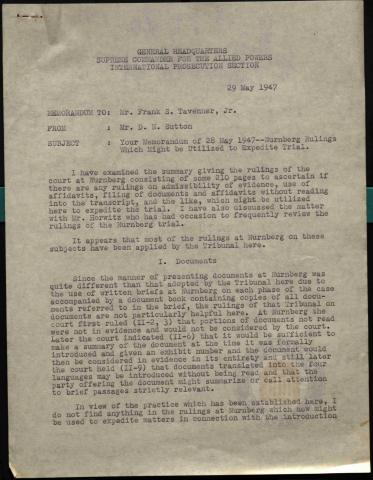 GENERAL HEADQUARTERS
SUPREME COMMANDER FOR THE ALLIED POWERS
INTERNATIONAL PROSECUTION SECTION
29 May 1947
MEMORANDUM TO: Mr. Frank S. Tavenner, Jr.
FROM : Mr. D. N. Sutton
SUBJECT : Your Memorandum of 28 May 1947--Nurnberg Rulings
Which Might be Utilized to Expedite Trial.
I have examined the summary giving the rulings of the
court at Nurnberg consisting of some 210 pages to ascertain if
there are any rulings on admissibility of evidence, use of
affidavits, filing of documents and affidavits without reading
into the transcript, and the like, which might be utilized
here to expedite the trial. I have also discussed the matter
with Mr. Horwitz who has had occasion to frequently review the
rulings of the Nurnberg trial.
It appears that most of the rulings at Nurnberg on these
subjects have been applied by the Tribunal here.
I. Documents
Since the manner of presenting documents at Nurnberg was
quite different than that adopted by the Tribunal here due to
the use of written briefs at Nurnberg on each phase of the case
accompanied by a document book containing copies of all docu-
ments referred to in the brief, the rulings of that Tribunal on
documents are not particularly helpful here. At Nurnberg the
court first ruled (II-2, 3) that portions of documents not read
were not in evidence and would not be considered by the court.
Later the court indicated (II-6) that it would be sufficient to
make a summary of the document at the time it was formally
introduced and given an exhibit number and the document would
then be considered in evidence in its entirety and still later
the court held (II-9) that documents translated into the four
languages may be introduced without being read and that the
party offering the document might summarize or call attention
to brief passages strictly relevant.
In view of the practice which has been established here, I
do not find anything in the rulings at Nurnberg which now might
be used to expedite matters in connection with the introduction